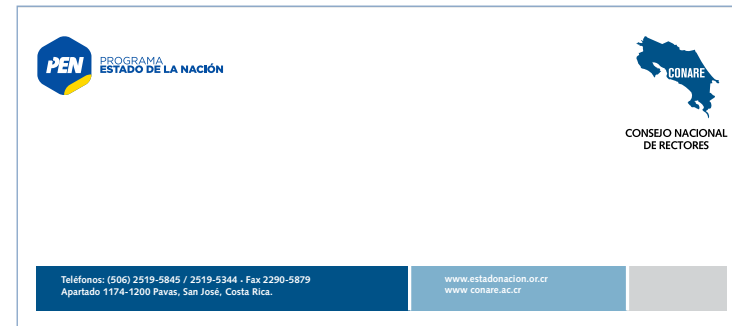 PEN
PROGRAMA
ESTADO DE LA NACIÓN
CONARE
CONSEJO NACIONAL
DE RECTORES
Teléfonos: (506) 2519-5845 / 2519-5344 · Fax 2290-5879
Apartado 1174-1200 Pavas, San José, Costa Rica.
www.estadonacion.or.cr
www conare.ac.cr